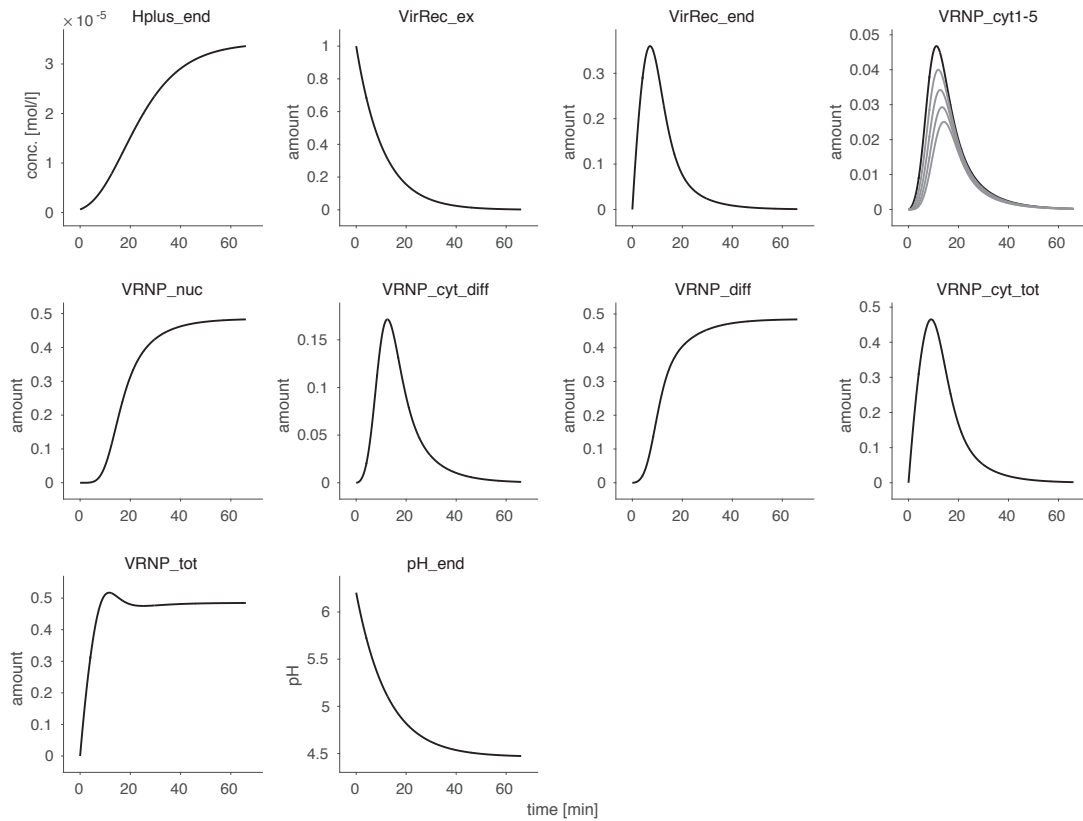 × 10 -5
Hplus_end
VirRec_ex
VirRec_end
VRNP_cyt1-5
conc. [mol/l]
3
2
1
0
0 20 40 60
amount
1
0.8
0.6
0.4
0.2
0
0 20 40 60
amount
0.3
0.2
0.1
0
0 20 40 60
amount
0.05
0.04
0.03
0.02
0.01
0
0 20 40 60
VRNP_nuc
VRNP_cyt_diff
VRNP_diff
VRNP_cyt_tot
amount
0.5
0.4
0.3
0.2
0.1
0
0 20 40 60
amount
0.15
0.1
0.05
0
0 20 40 60
amount
0.5
0.4
0.3
0.2
0.1
0
0 20 40 60
amount
0.5
0.4
0.3
0.2
0.1
0
0 20 40 60
VRNP_tot
pH_end
amount
0.5
0.4
0.3
0.2
0.1
0
0 20 40 60
pH
6
5.5
5
4.5
0 20 40 60
time [min]